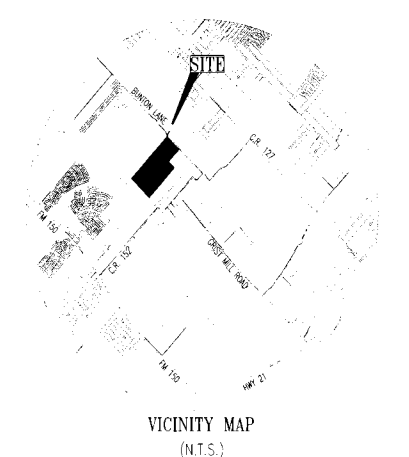 SITE
BUNTON LANE
C.R. 127
FM 150
C.R. 152
GRIST MILL ROAD
FM 150
HWY 21
VICINITY MAP
(N.T.S.)